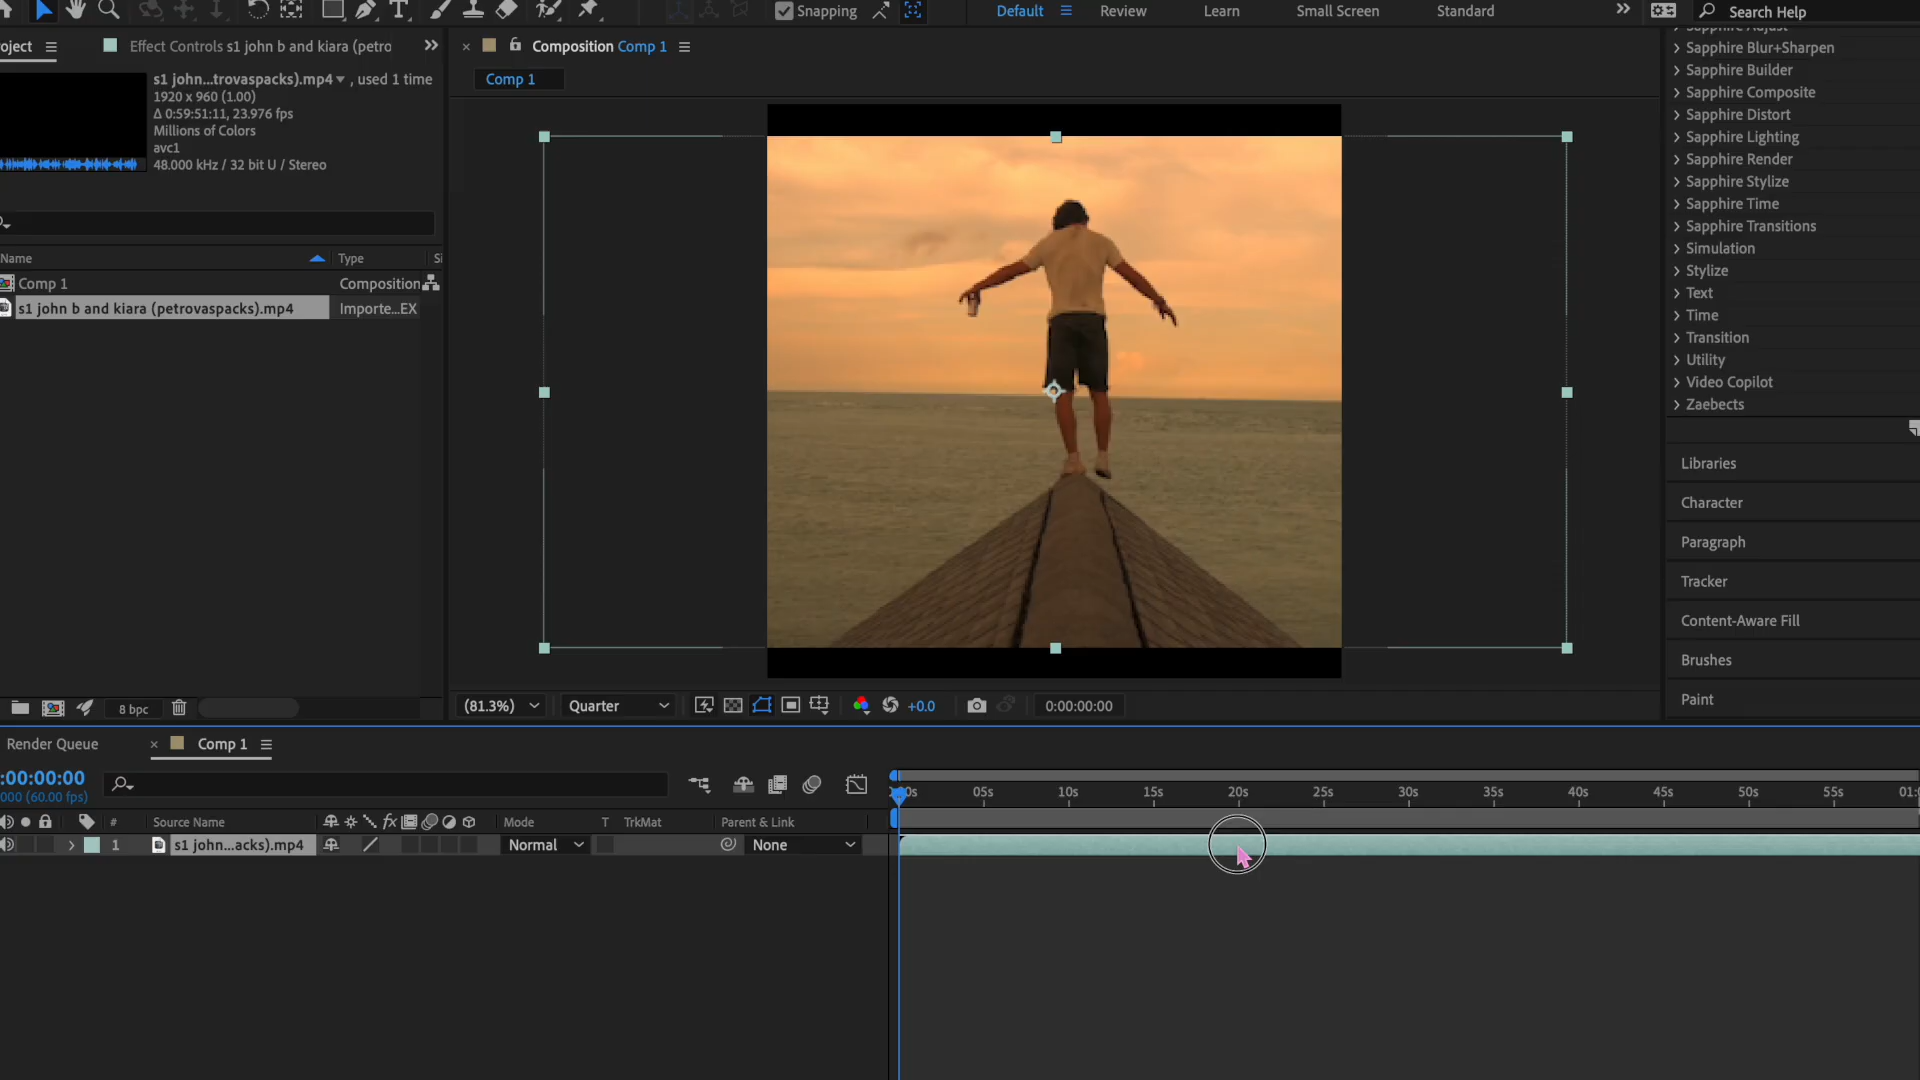 Snapping
Default
Review
Learn
Small Screen
Standard
Search Help
oject
Effect Controls s1 john b and kiara (petro
Composition Comp 1
Comp 1
s1 john...trovaspacks).mp4 , used 1 time
1920 x 960 (1.00)
Δ 0:59:51:11, 23.976 fps
Millions of Colors
avc1
48.000 kHz / 32 bit U / Stereo
Name
Type
Si
Comp 1
Composition
s1 john b and kiara (petrovaspacks).mp4
Importe...EX
8 bpc
(81.3%)
Quarter
+0.0
0:00:00:00
Sapphire Adjust
Sapphire Blur+Sharpen
Sapphire Builder
Sapphire Composite
Sapphire Distort
Sapphire Lighting
Sapphire Render
Sapphire Stylize
Sapphire Time
Sapphire Transitions
Simulation
Stylize
Text
Time
Transition
Utility
Video Copilot
Zaebects
Libraries
Character
Paragraph
Tracker
Content-Aware Fill
Brushes
Paint
Render Queue
Comp 1
:00:00:00
000 (60.00 fps)
05s
10s
15s
20s
25s
30s
35s
40s
45s
50s
55s
01:0
#
Source Name
fx
Mode
T
TrkMat
Parent & Link
1
s1 john...acks).mp4
Normal
None